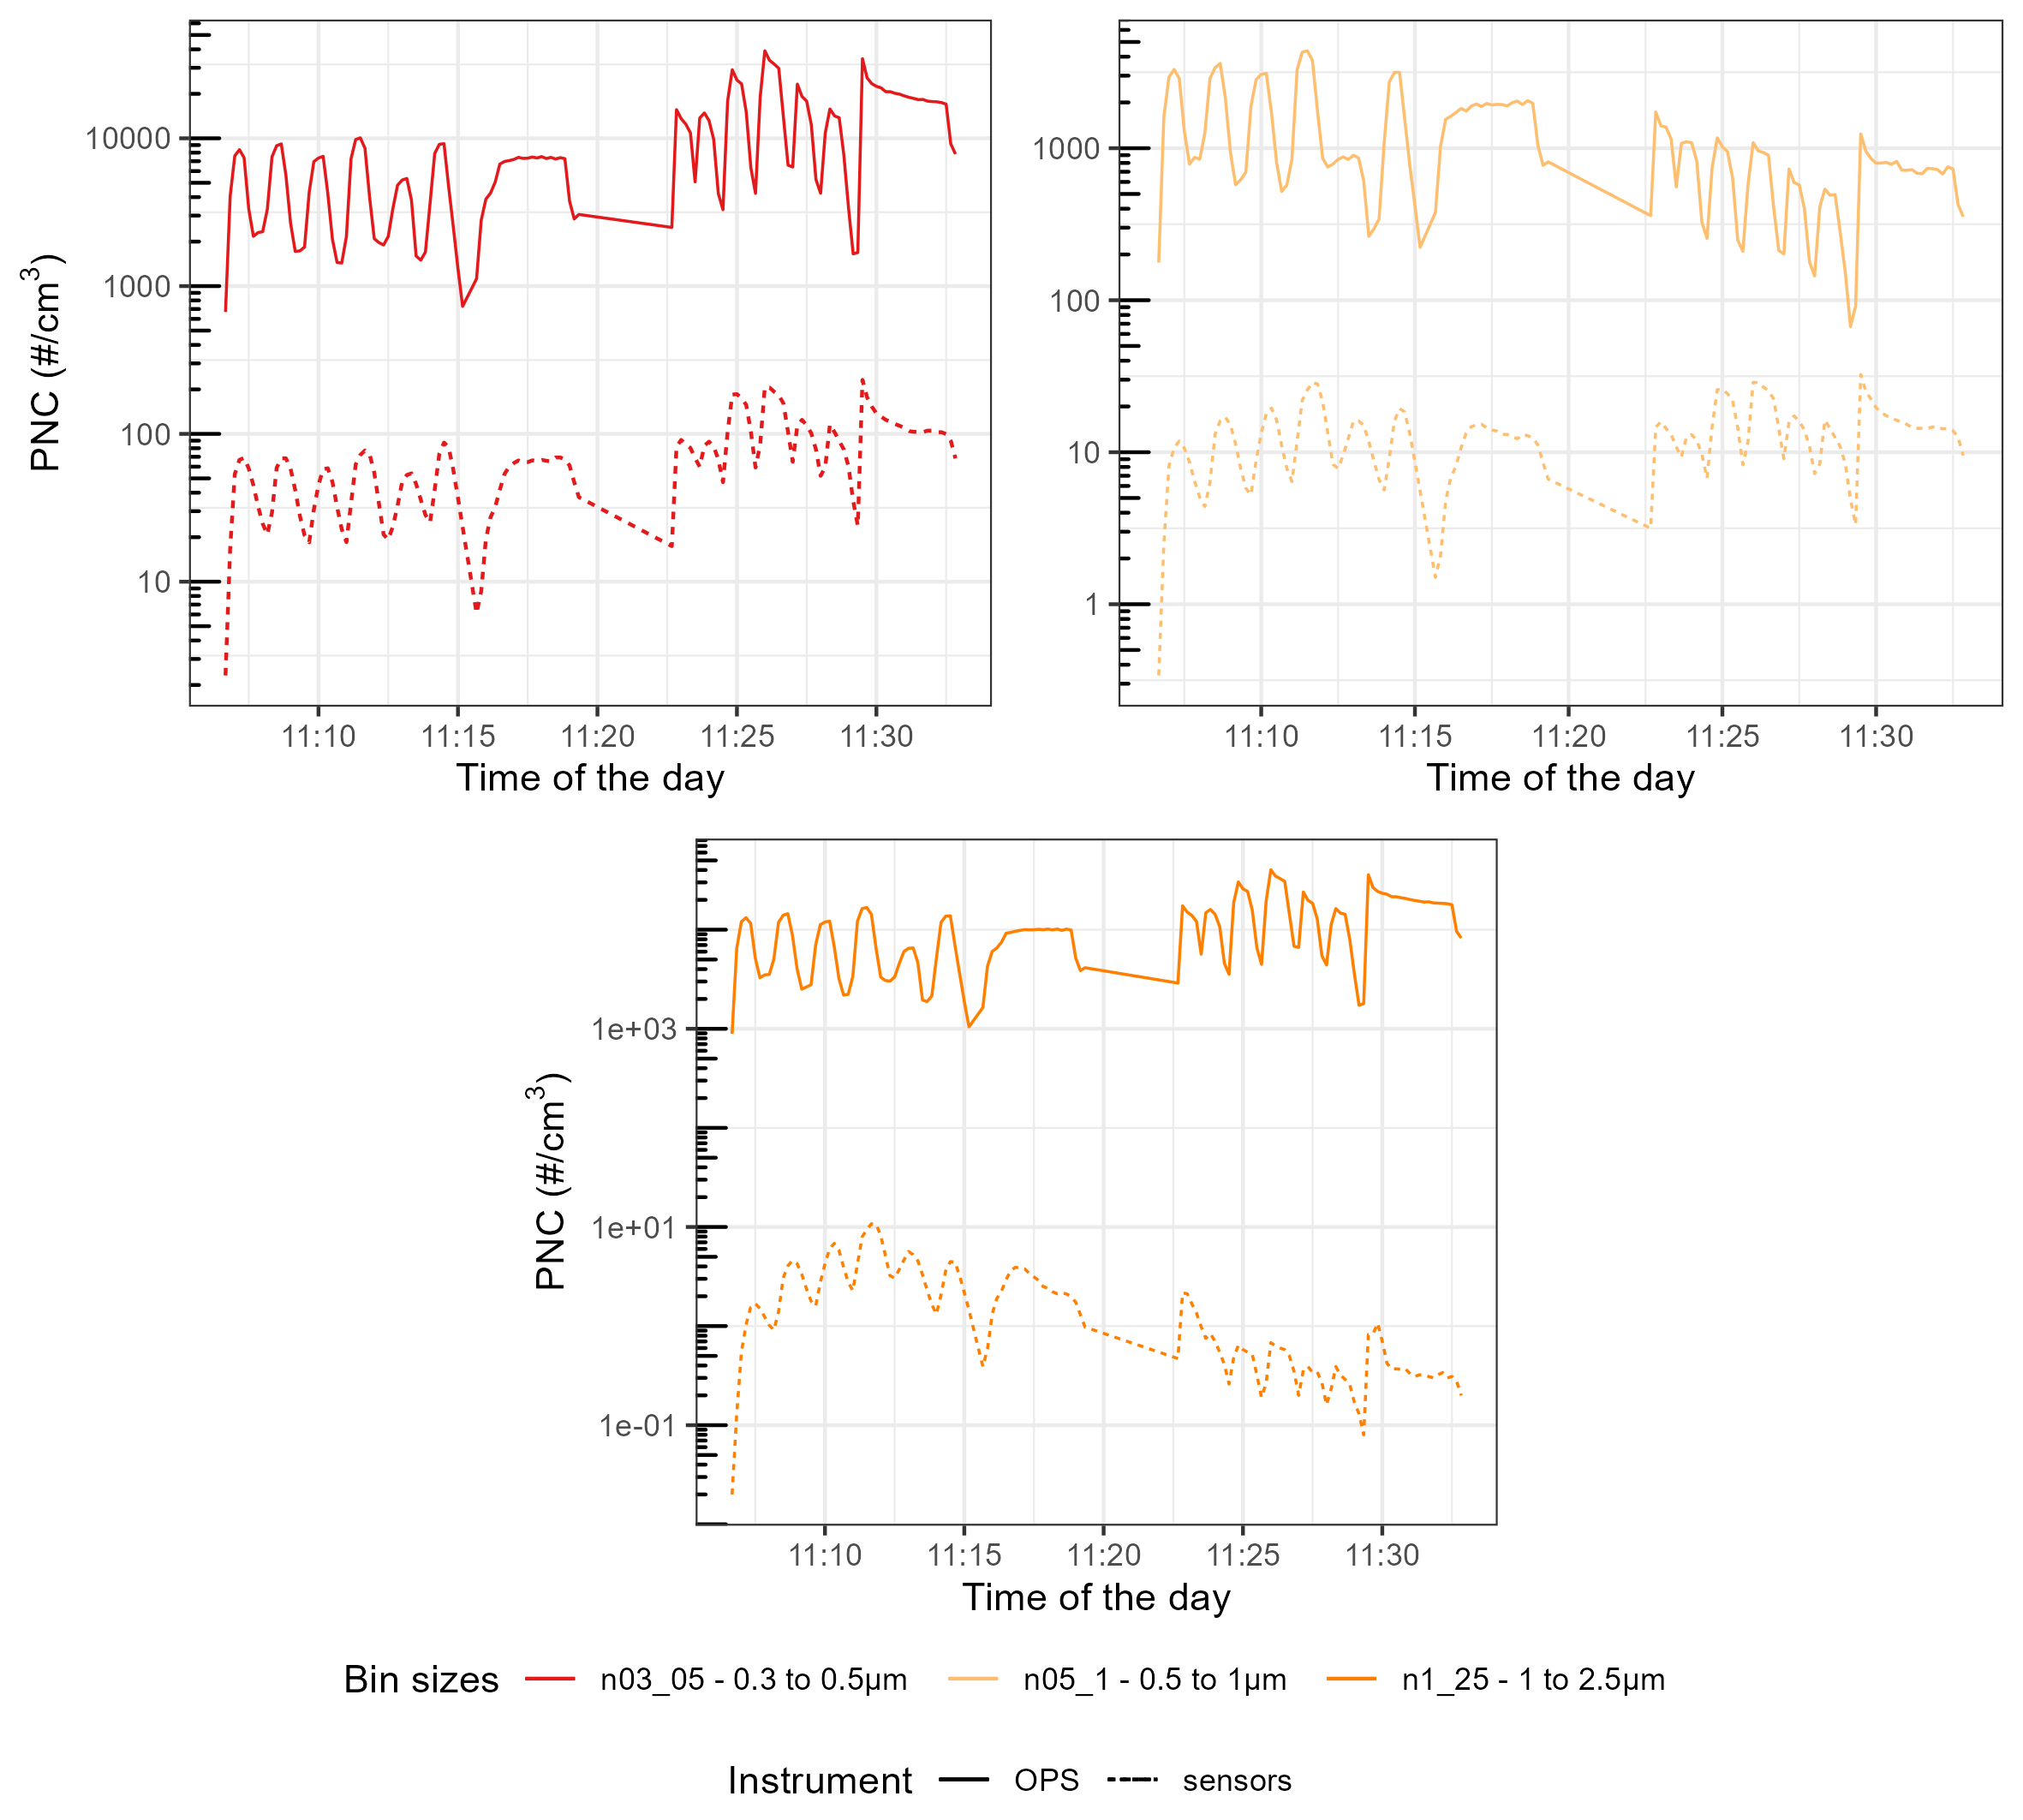 PNC (#/cm³)
10000
1000
100
10
11:10 11:15 11:20 11:25 11:30
Time of the day
1000
100
10
1
11:10 11:15 11:20 11:25 11:30
Time of the day
PNC (#/cm³)
1e+03
1e+01
1e-01
11:10 11:15 11:20 11:25 11:30
Time of the day
Bin sizes n03_05 - 0.3 to 0.5µm n05_1 - 0.5 to 1µm n1_25 - 1 to 2.5µm
Instrument OPS sensors